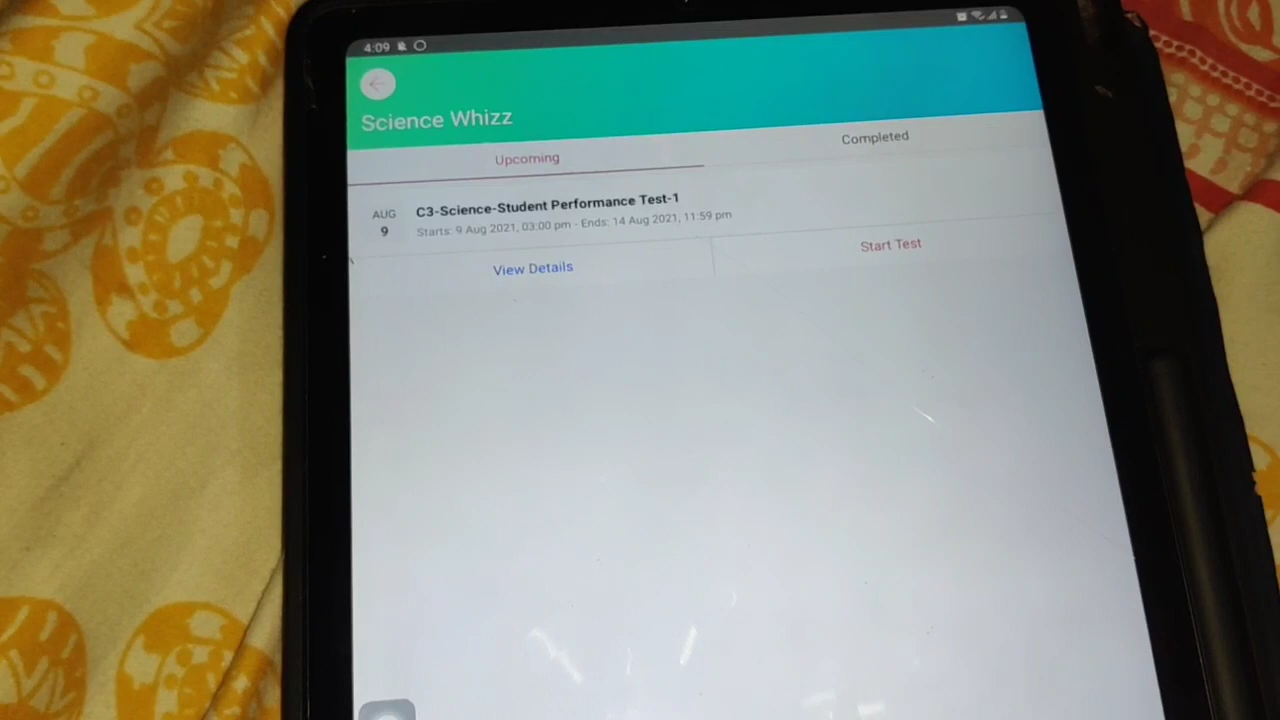 4:09
Science Whizz
Upcoming
Completed
AUG
9
C3-Science-Student Performance Test-1
Starts: 9 Aug 2021, 03:00 pm - Ends: 14 Aug 2021, 11:59 pm
View Details
Start Test